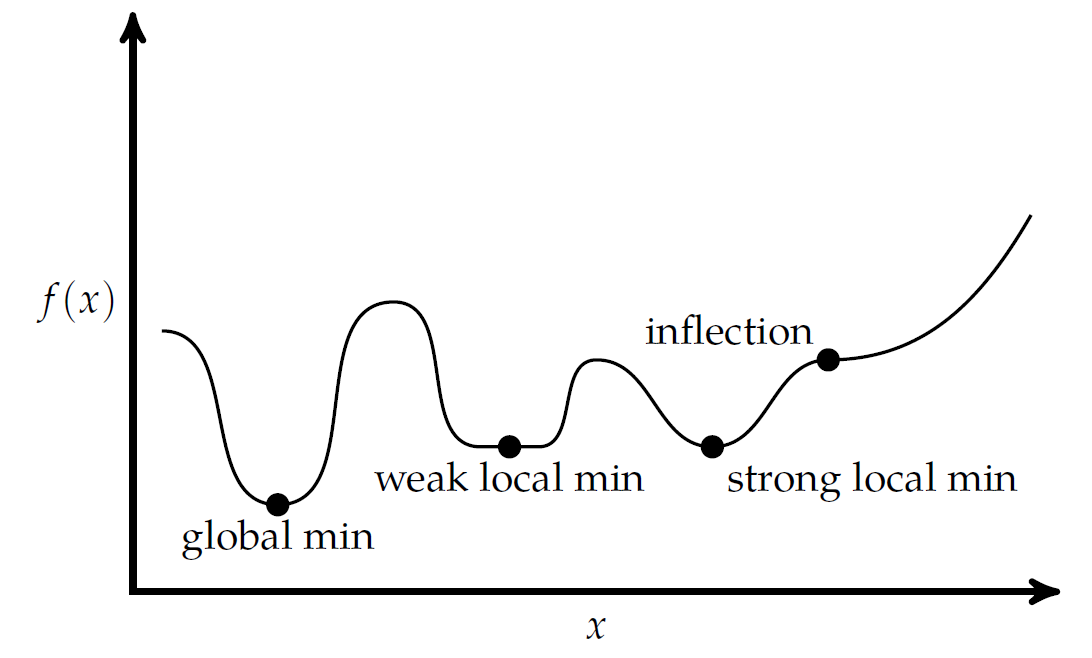 f(x)
inflection
weak local min
strong local min
global min
x